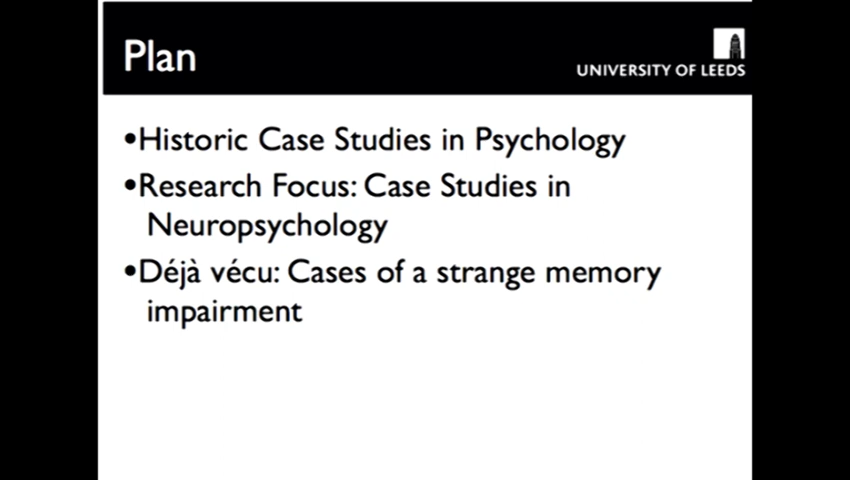 Plan
UNIVERSITY OF LEEDS
•Historic Case Studies in Psychology
•Research Focus: Case Studies in
Neuropsychology
•Déjà vécu: Cases of a strange memory
impairment